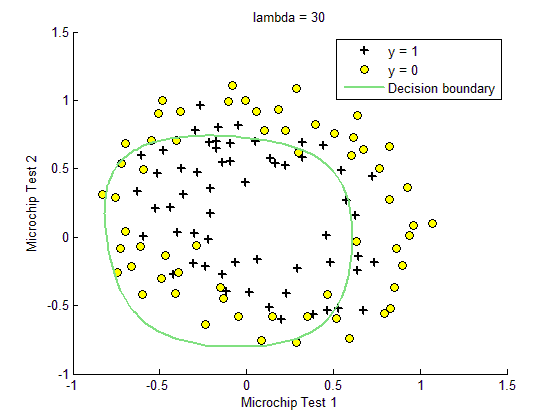 lambda = 30
y = 1
y = 0
Decision boundary
1.5
1
0.5
0
-0.5
-1
Microchip Test 2
-1
-0.5
0
0.5
1
1.5
Microchip Test 1